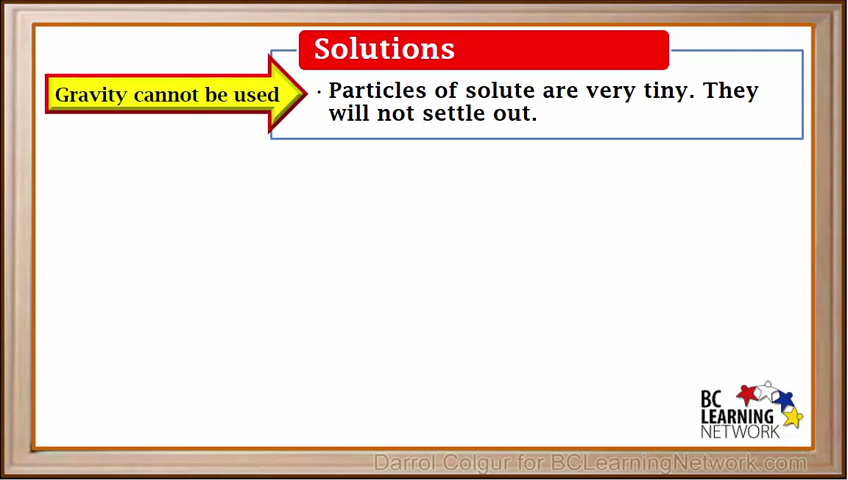 Solutions
Gravity cannot be used
· Particles of solute are very tiny. They
will not settle out.
BC
LEARNING
NETWORK
Darrol Colgur for BCLearningNetwork.com